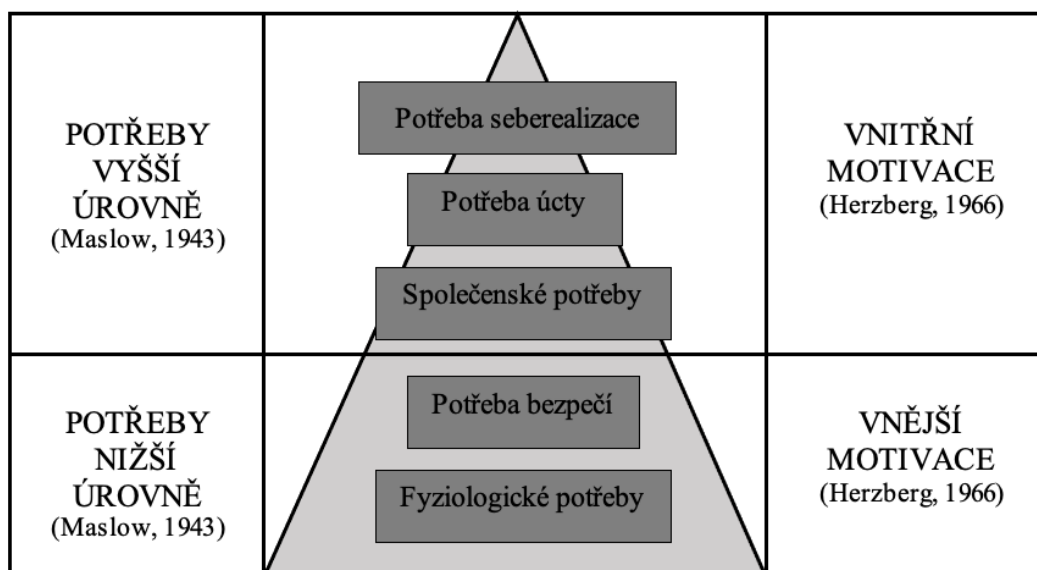 POTŘEBY
VYŠŠÍ
ÚROVNĚ
(Maslow, 1943)
Potřeba seberealizace
Potřeba úcty
Společenské potřeby
VNITŘNÍ
MOTIVACE
(Herzberg, 1966)
POTŘEBY
NIŽŠÍ
ÚROVNĚ
(Maslow, 1943)
Potřeba bezpečí
Fyziologické potřeby
VNĚJŠÍ
MOTIVACE
(Herzberg, 1966)